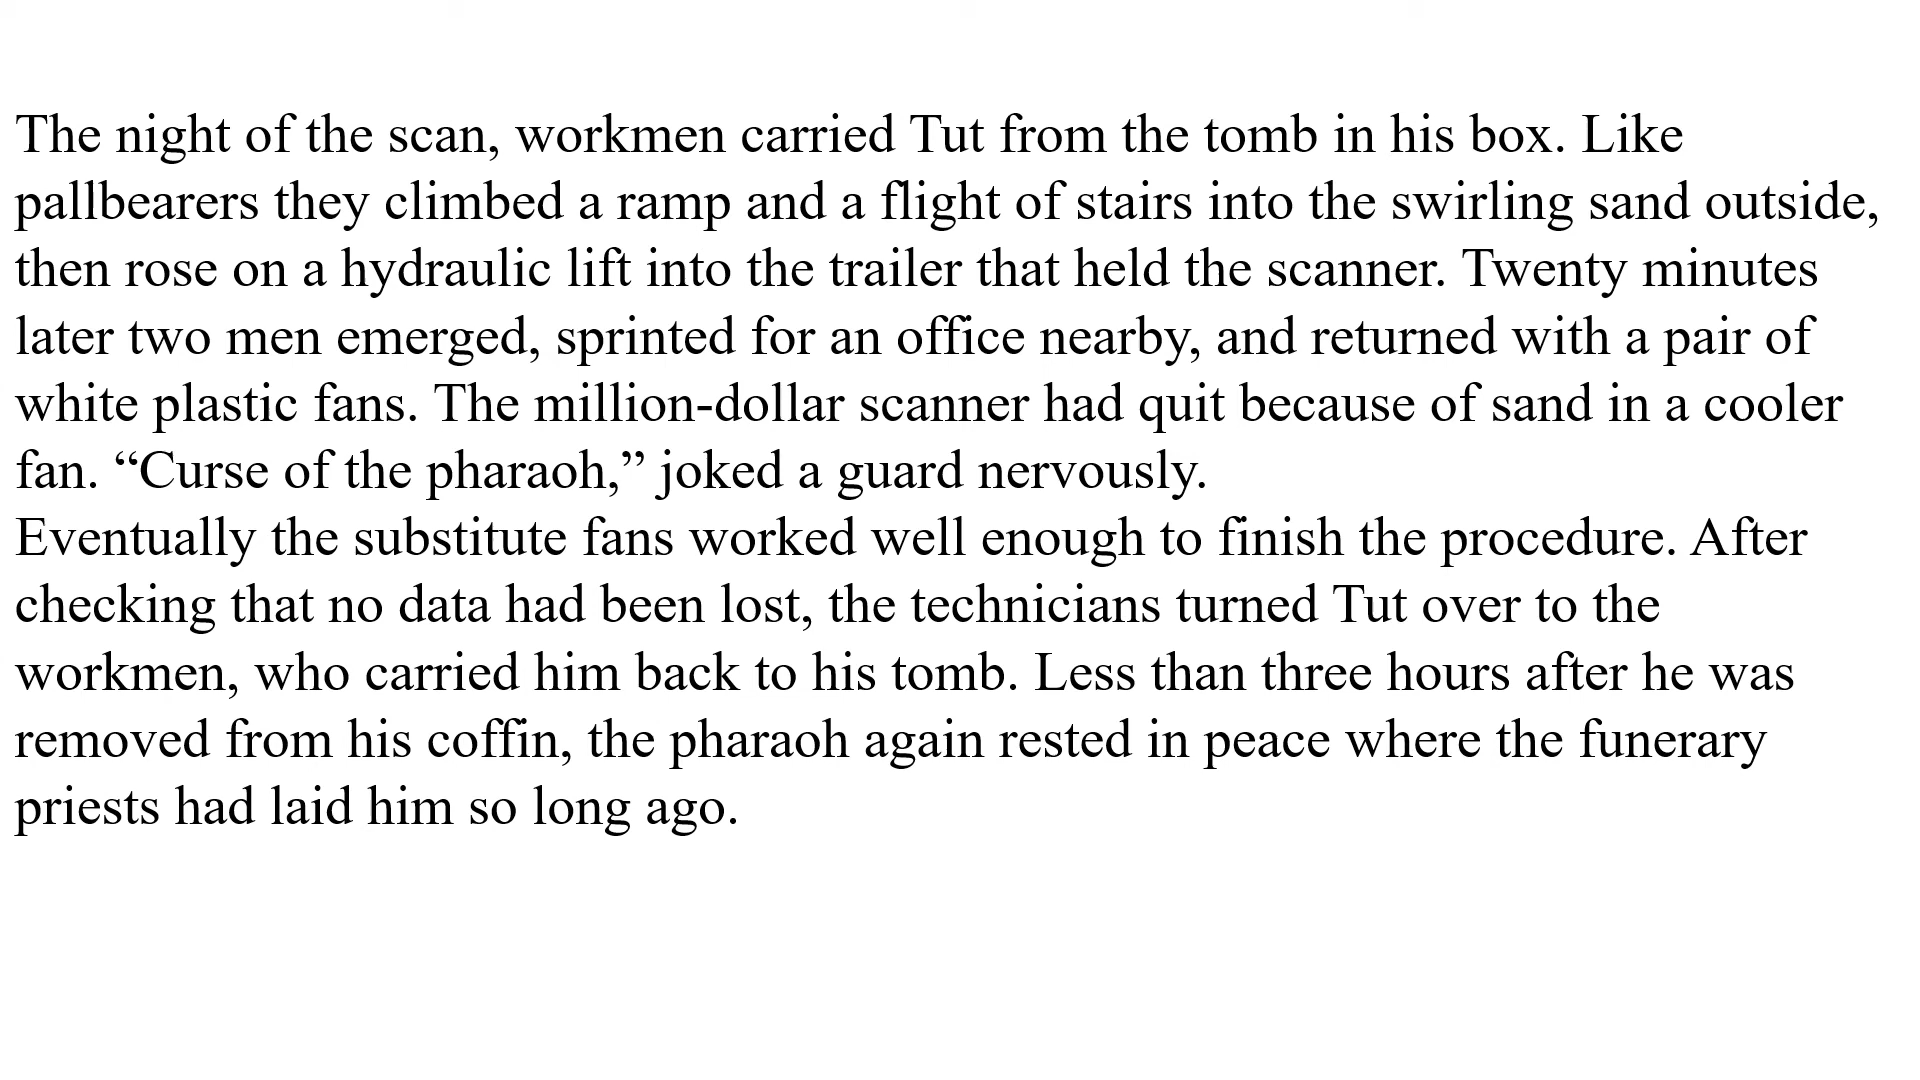 The night of the scan, workmen carried Tut from the tomb in his box. Like
pallbearers they climbed a ramp and a flight of stairs into the swirling sand outside,
then rose on a hydraulic lift into the trailer that held the scanner. Twenty minutes
later two men emerged, sprinted for an office nearby, and returned with a pair of
white plastic fans. The million-dollar scanner had quit because of sand in a cooler
fan. “Curse of the pharaoh,” joked a guard nervously.
Eventually the substitute fans worked well enough to finish the procedure. After
checking that no data had been lost, the technicians turned Tut over to the
workmen, who carried him back to his tomb. Less than three hours after he was
removed from his coffin, the pharaoh again rested in peace where the funerary
priests had laid him so long ago.